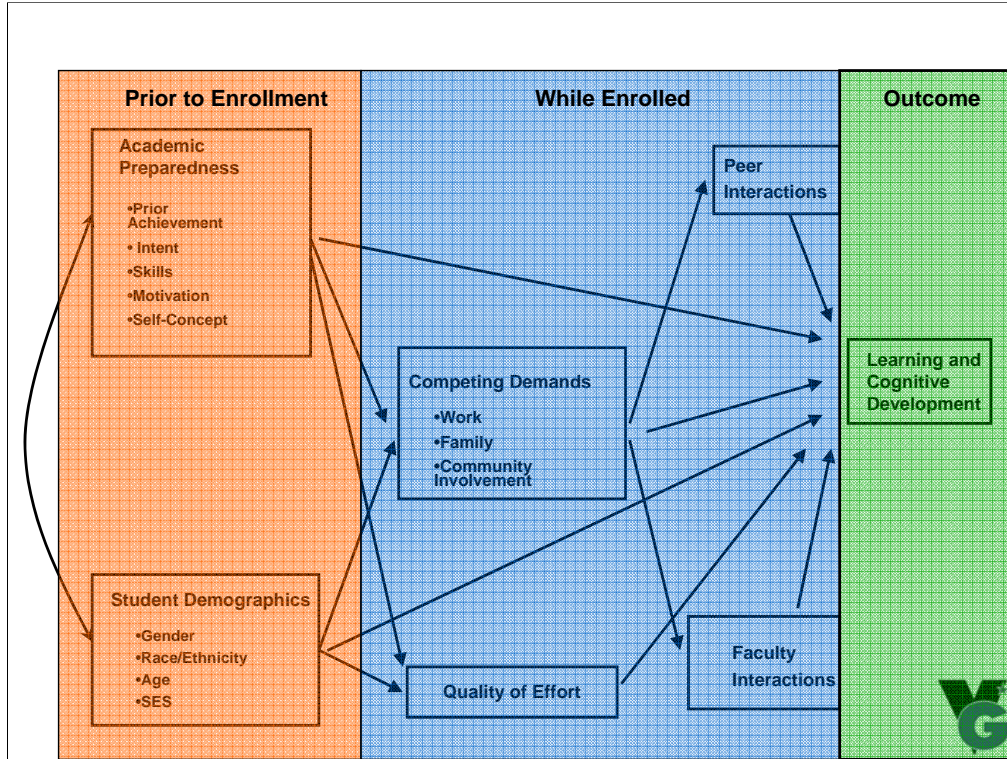 Prior to Enrollment
Academic
Preparedness
•Prior
Achievement
• Intent
•Skills
•Motivation
•Self-Concept
Student Demographics
•Gender
•Race/Ethnicity
•Age
•SES
While Enrolled
Peer
Interactions
Competing Demands
•Work
•Family
•Community
Involvement
Quality of Effort
Faculty
Interactions
Outcome
Learning and
Cognitive
Development
V
G